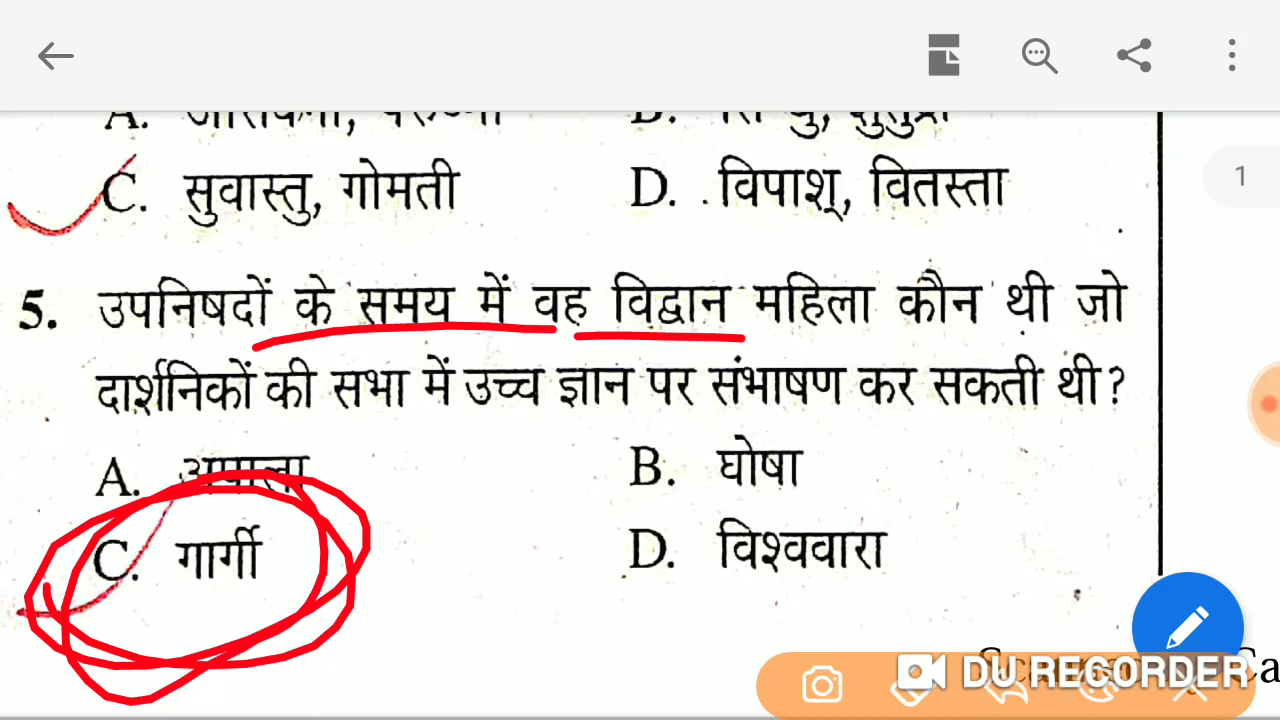 1
C. सुवास्तु, गोमती D. विपाश्, वितस्ता
5. उपनिषदों के समय में वह विद्वान महिला कौन थी जो
दार्शनिकों की सभा में उच्च ज्ञान पर संभाषण कर सकती थी?
A. अपाला B. घोषा
C. गार्गी D. विश्ववारा
DU RECORDER